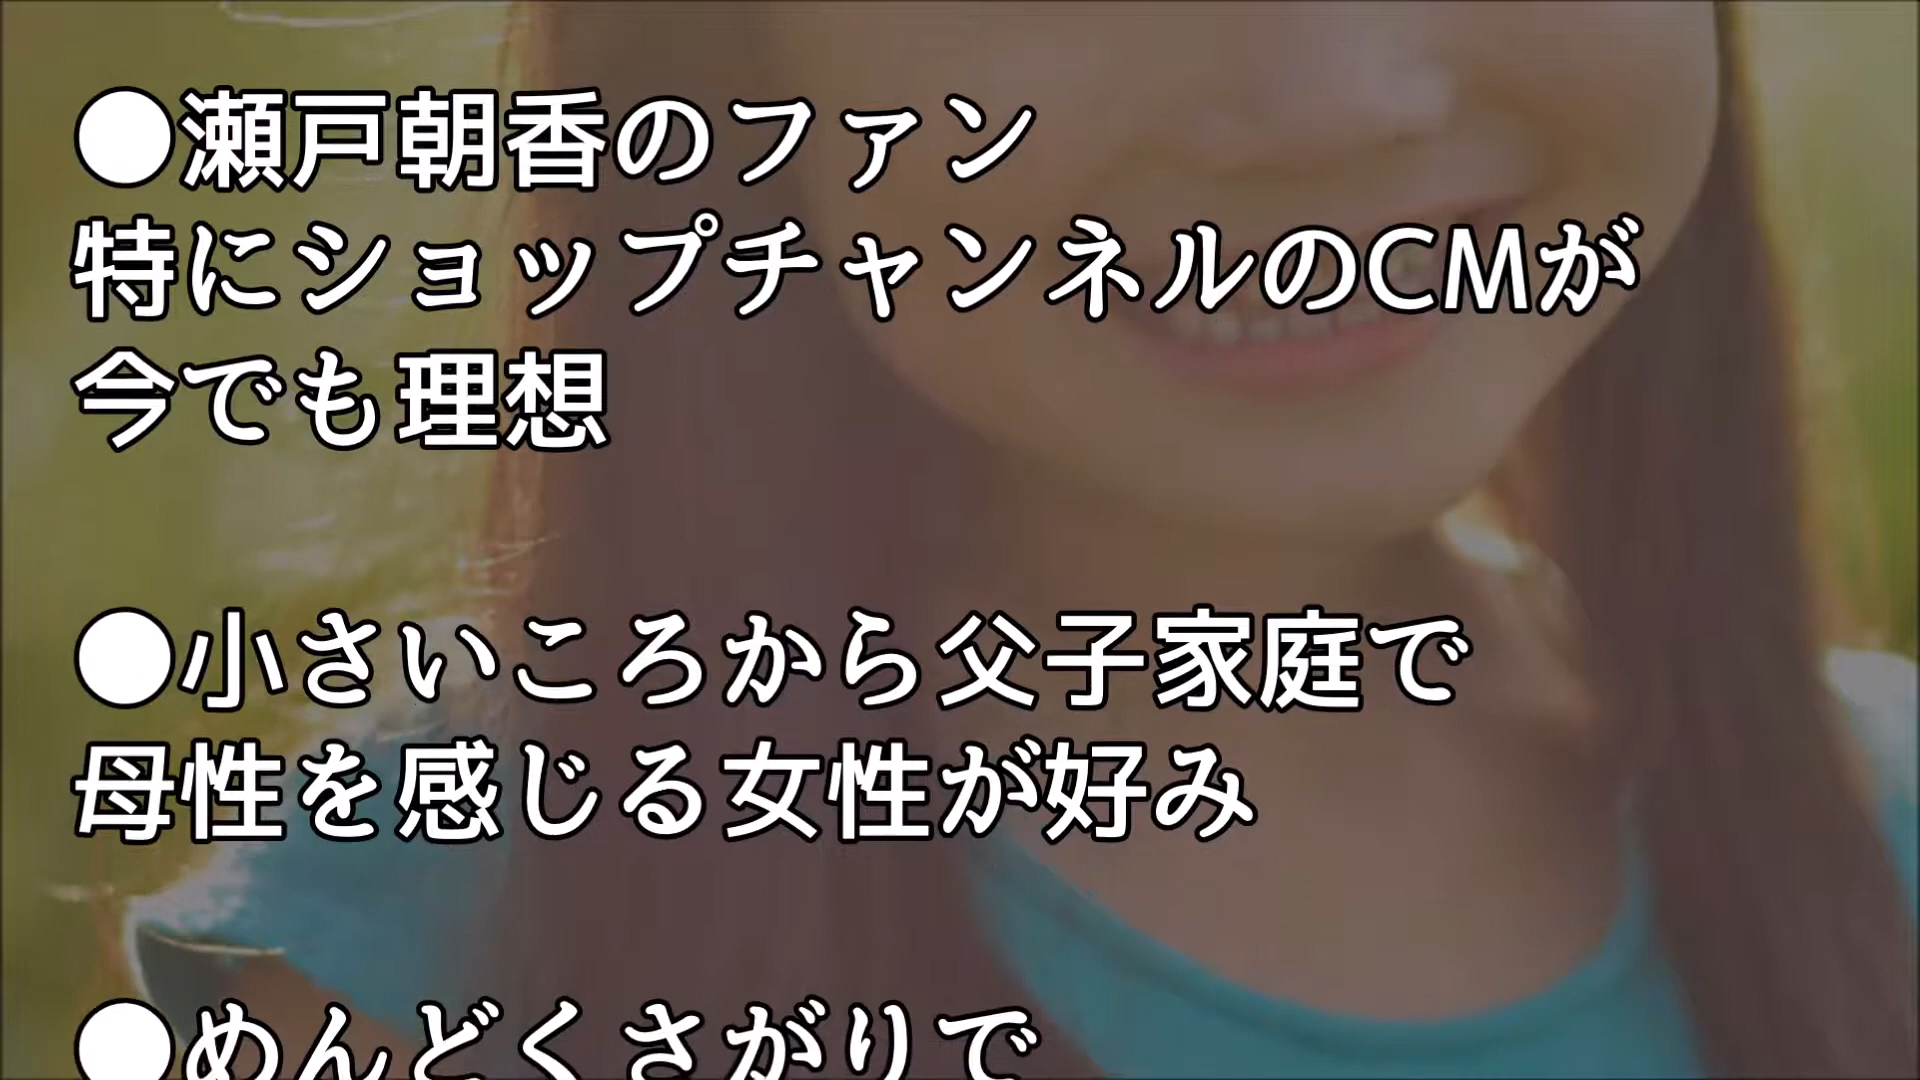 ●瀬戸朝香のファン
特にショップチャンネルのCMが
今でも理想
●小さいころから父子家庭で
母性を感じる女性が好み
●めんどくさがりで